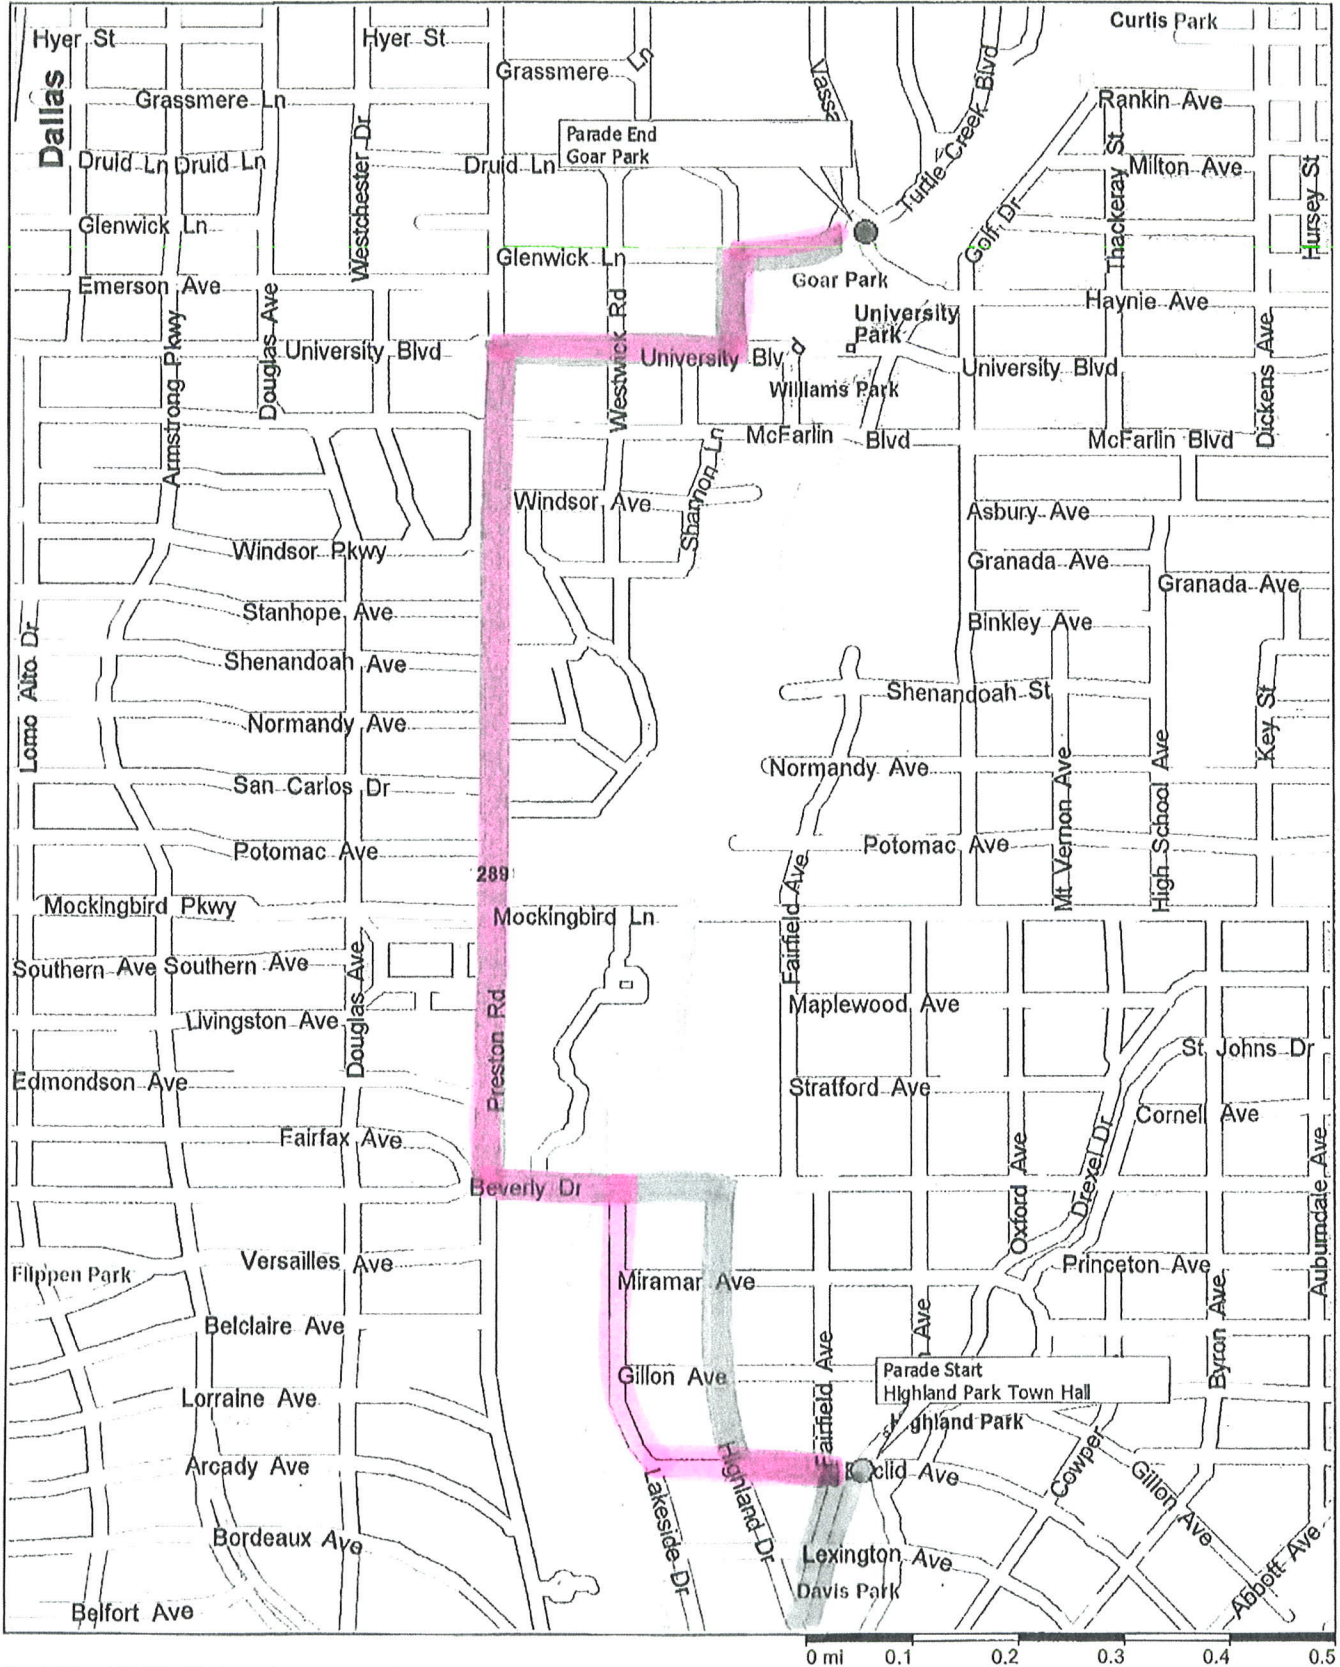 Curtis Park
Hyer St
Hyer St
Grassmere Ln
Dallas
Grassmere Ln
Vassa
Turtle Creek Blvd
Rankin Ave
Parade End
Goar Park
Druid Ln
Druid Ln
Druid Ln
Westchester Dr
Thackeray St
Milton Ave
Hursey St
Glenwick Ln
Golf Dr
Glenwick Ln
Goar Park
Emerson Ave
Haynie Ave
Armstrong Pkwy
Douglas Ave
University Blvd
Westwick Rd
University Blvd
University
Park
University Blvd
Dickens Ave
Williams Park
McFarlin Blvd
McFarlin Blvd
Windsor Ave
Shannon Ln
Asbury Ave
Windsor Pkwy
Granada Ave
Granada Ave
Stanhope Ave
Binkley Ave
Lomo Alto Dr
Shenandoah Ave
Shenandoah St
Key St
Normandy Ave
Normandy Ave
San Carlos Dr
Mt Vernon Ave
High School Ave
Potomac Ave
Potomac Ave
289
Fairfield Ave
Mockingbird Pkwy
Mockingbird Ln
Southern Ave
Southern Ave
Douglas Ave
Preston Rd
Maplewood Ave
Livingston Ave
St Johns Dr
Edmondson Ave
Stratford Ave
Cornell Ave
Fairfax Ave
Drexel Dr
Oxford Ave
Auburndale Ave
Beverly Dr
Flippen Park
Versailles Ave
Miramar Ave
Princeton Ave
Belclaire Ave
Fairfield Ave
n Ave
Byron Ave
Gillon Ave
Parade Start
Highland Park Town Hall
Lorraine Ave
Highland Park
Arcady Ave
Lakeside Dr
Highland Dr
clid Ave
Cowper
Gillon Ave
Bordeaux Ave
Lexington Ave
Davis Park
Abbott Ave
Belfort Ave
0 mi 0.1 0.2 0.3 0.4 0.5